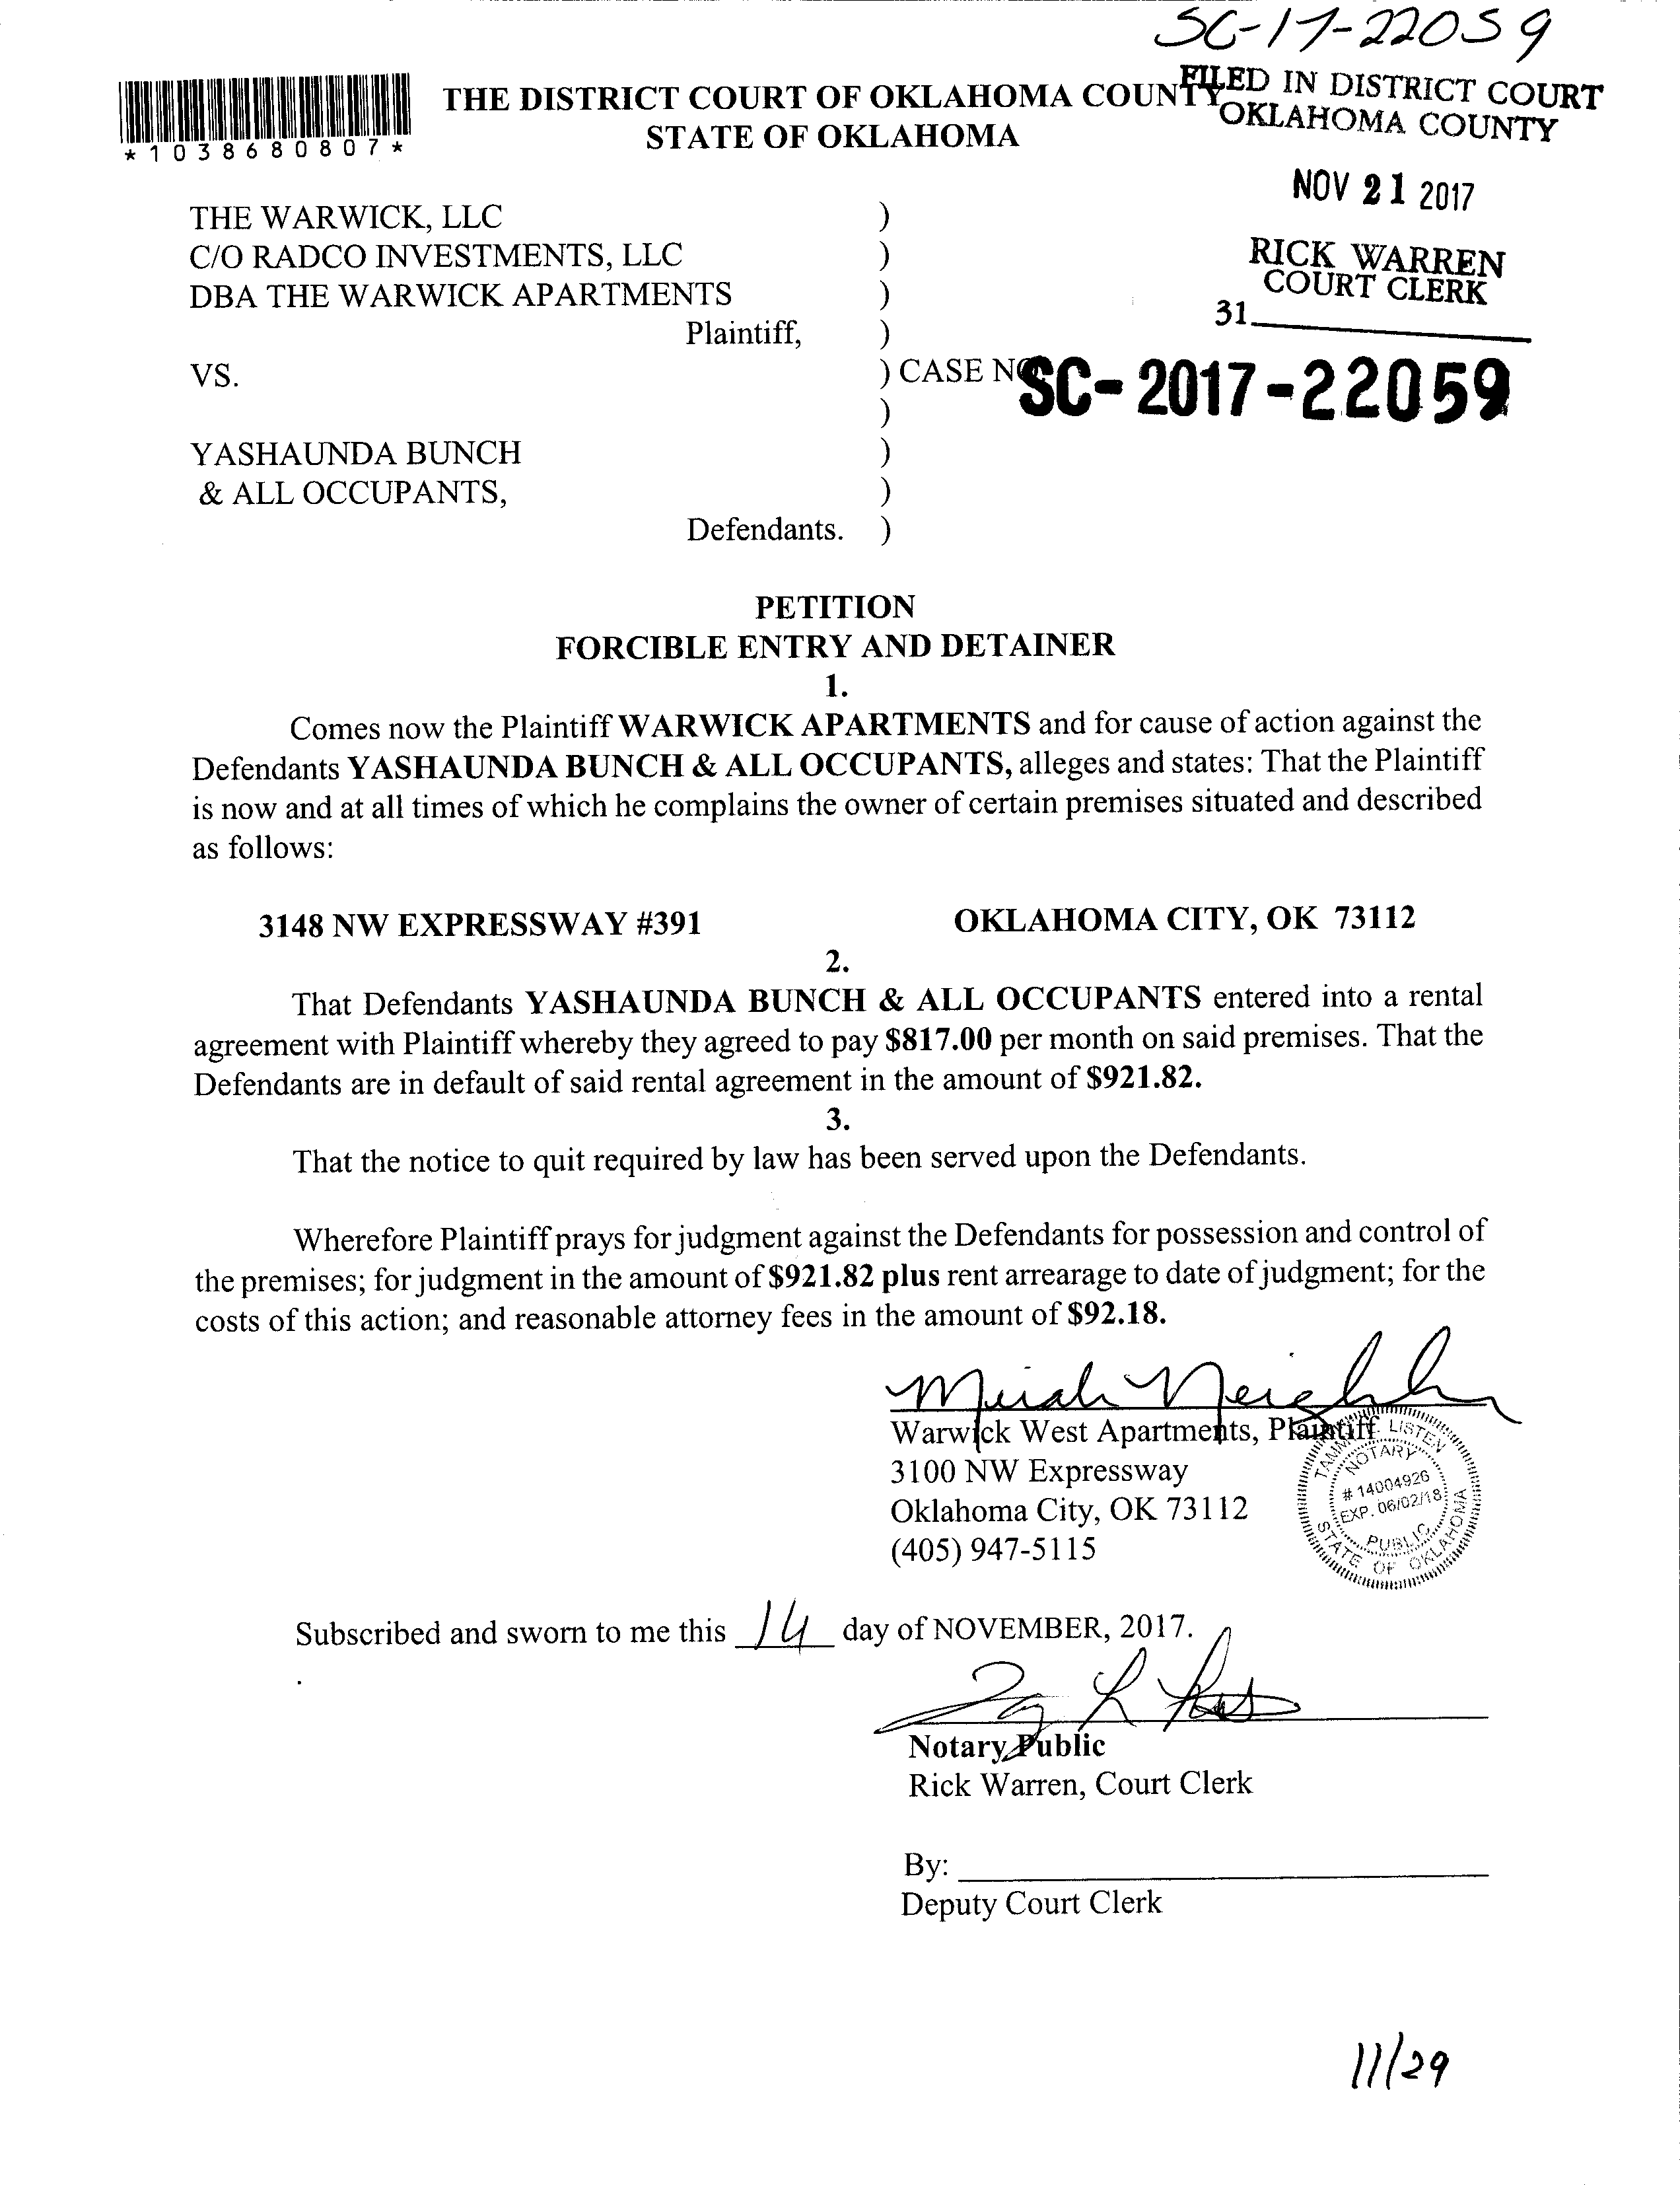 SC-17-22059
FILED IN DISTRICT COURT
OKLAHOMA COUNTY
*1038680807*
THE DISTRICT COURT OF OKLAHOMA COUNTY
STATE OF OKLAHOMA
NOV 21 2017
RICK WARREN
COURT CLERK
31
THE WARWICK, LLC )
C/O RADCO INVESTMENTS, LLC )
DBA THE WARWICK APARTMENTS )
Plaintiff, )
VS. ) CASE NO. SC-2017-22059
)
YASHAUNDA BUNCH )
& ALL OCCUPANTS, )
Defendants. )
PETITION
FORCIBLE ENTRY AND DETAINER
1.
Comes now the Plaintiff WARWICK APARTMENTS and for cause of action against the
Defendants YASHAUNDA BUNCH & ALL OCCUPANTS, alleges and states: That the Plaintiff
is now and at all times of which he complains the owner of certain premises situated and described
as follows:
3148 NW EXPRESSWAY #391 OKLAHOMA CITY, OK 73112
2.
That Defendants YASHAUNDA BUNCH & ALL OCCUPANTS entered into a rental
agreement with Plaintiff whereby they agreed to pay $817.00 per month on said premises. That the
Defendants are in default of said rental agreement in the amount of $921.82.
3.
That the notice to quit required by law has been served upon the Defendants.
Wherefore Plaintiff prays for judgment against the Defendants for possession and control of
the premises; for judgment in the amount of $921.82 plus rent arrearage to date of judgment; for the
costs of this action; and reasonable attorney fees in the amount of $92.18.
Warwick West Apartments, Plaintiff
3100 NW Expressway
Oklahoma City, OK 73112
(405) 947-5115
LISTEN
NOTARY
# 14004926
EXP. 06/02/18
PUBLIC
STATE OF OKLAHOMA
Subscribed and sworn to me this 14 day of NOVEMBER, 2017.
Notary Public
Rick Warren, Court Clerk
By:
Deputy Court Clerk
11/29